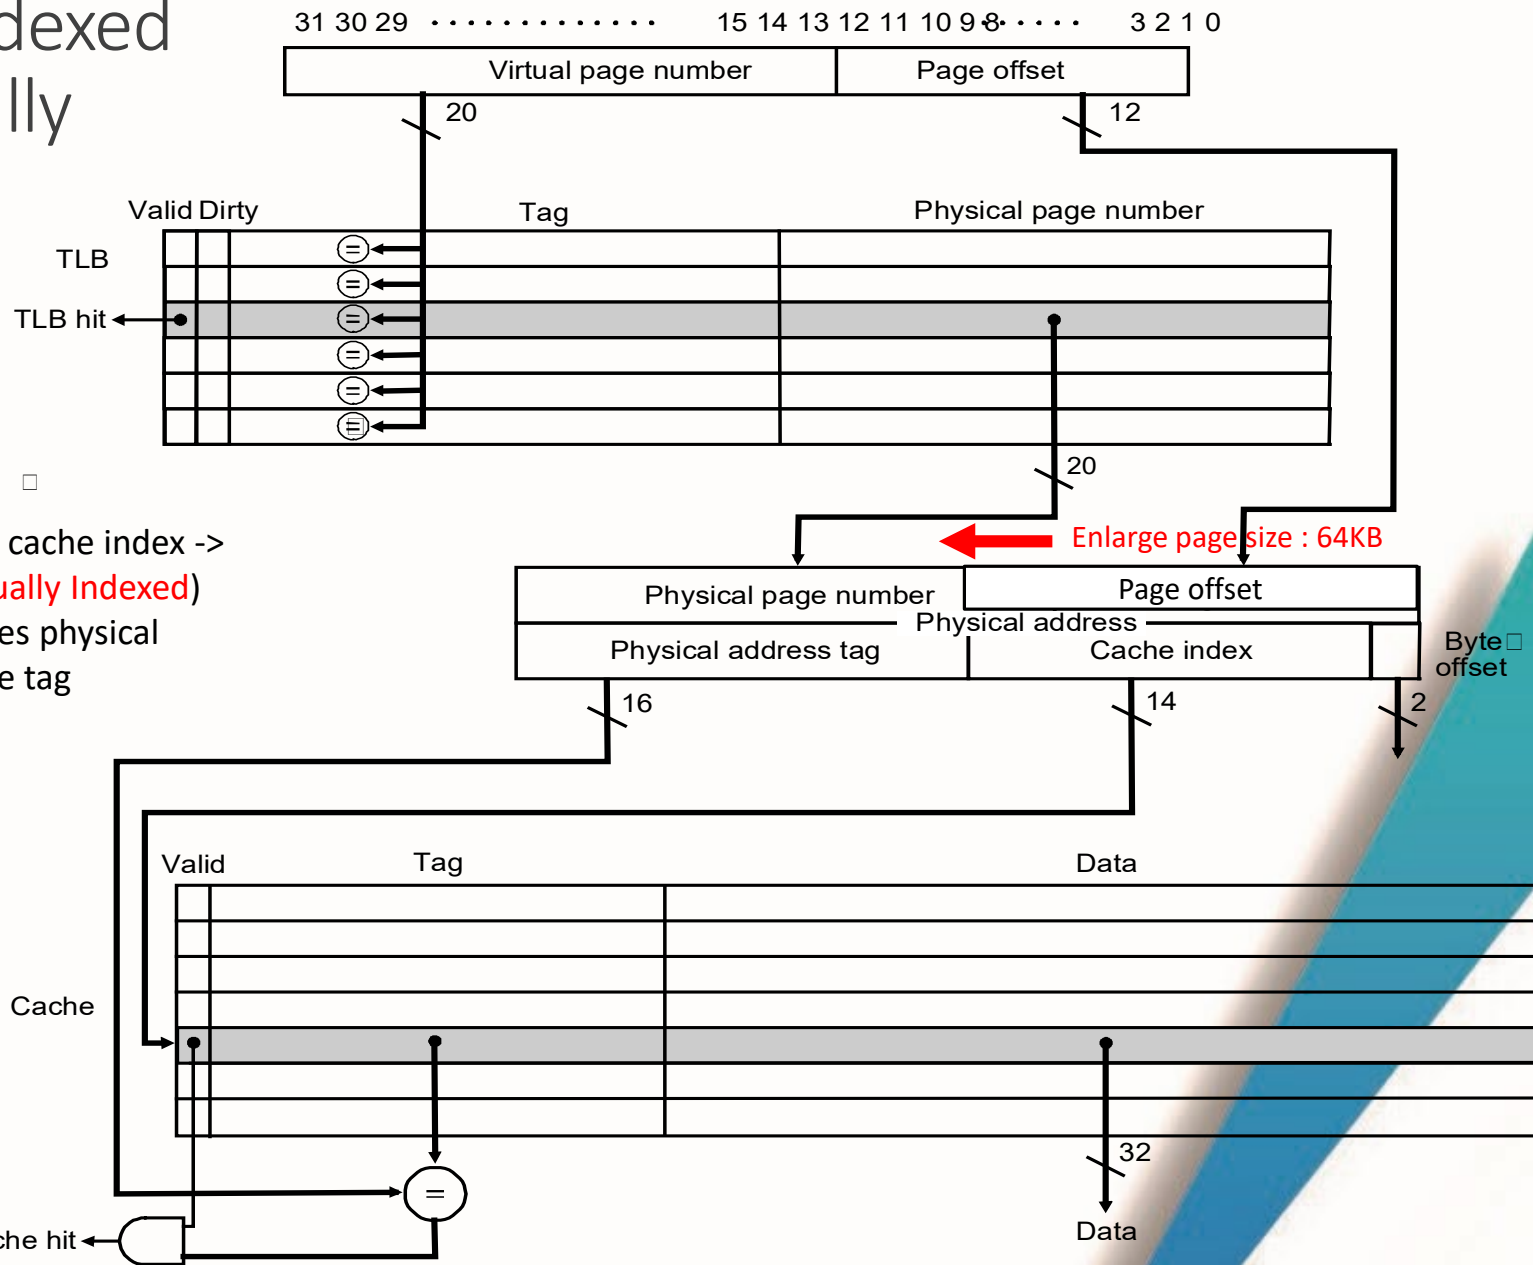 dexed
lly
31 30 29 ............. 15 14 13 12 11 10 9 8 ..... 3 2 1 0
Virtual page number Page offset
20 12
Valid Dirty Tag Physical page number
TLB
=
=
TLB hit =
=
=
=
20
cache index ->
Enlarge page size : 64KB
ually Indexed)
Physical page number Page offset
es physical
Physical address
e tag
Physical address tag Cache index Byte
offset
16 14 2
Valid Tag Data
Cache
32
=
che hit
Data